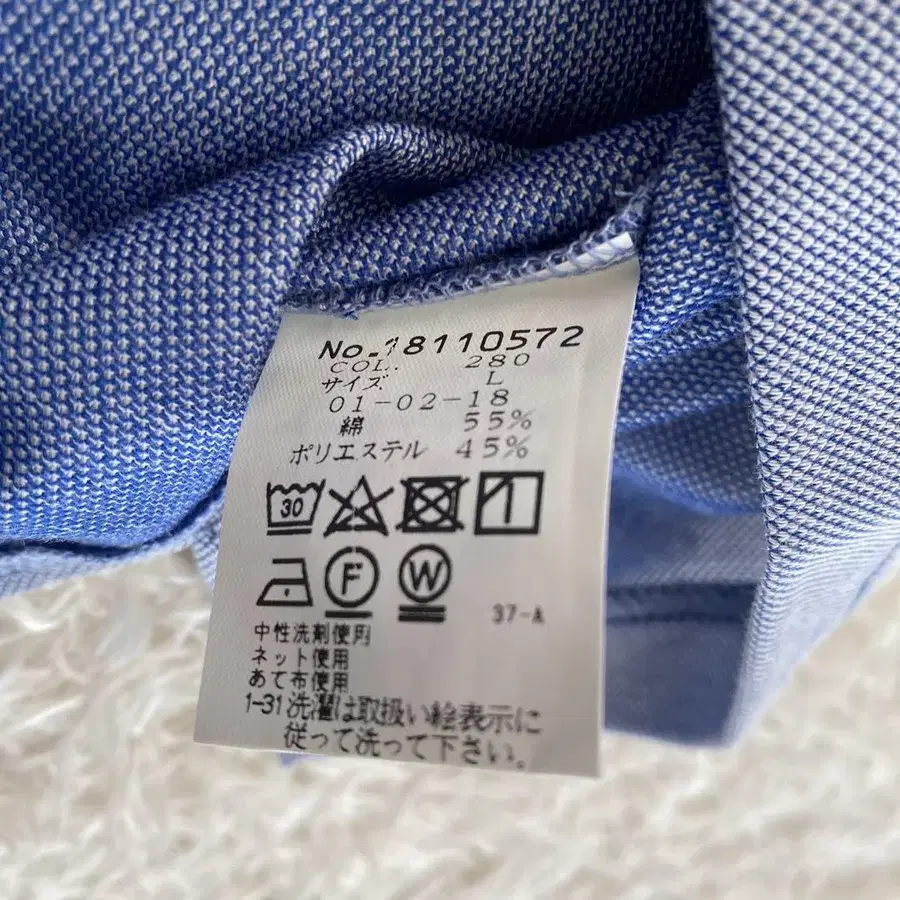 No.18110572
COL. 280
サイズ L
01-02-18
綿 55%
ポリエステル 45%
30
F W
37-A
中性洗剤使用
ネット使用
あて布使用
1-31 洗濯は取扱い絵表示に
従って洗って下さい。